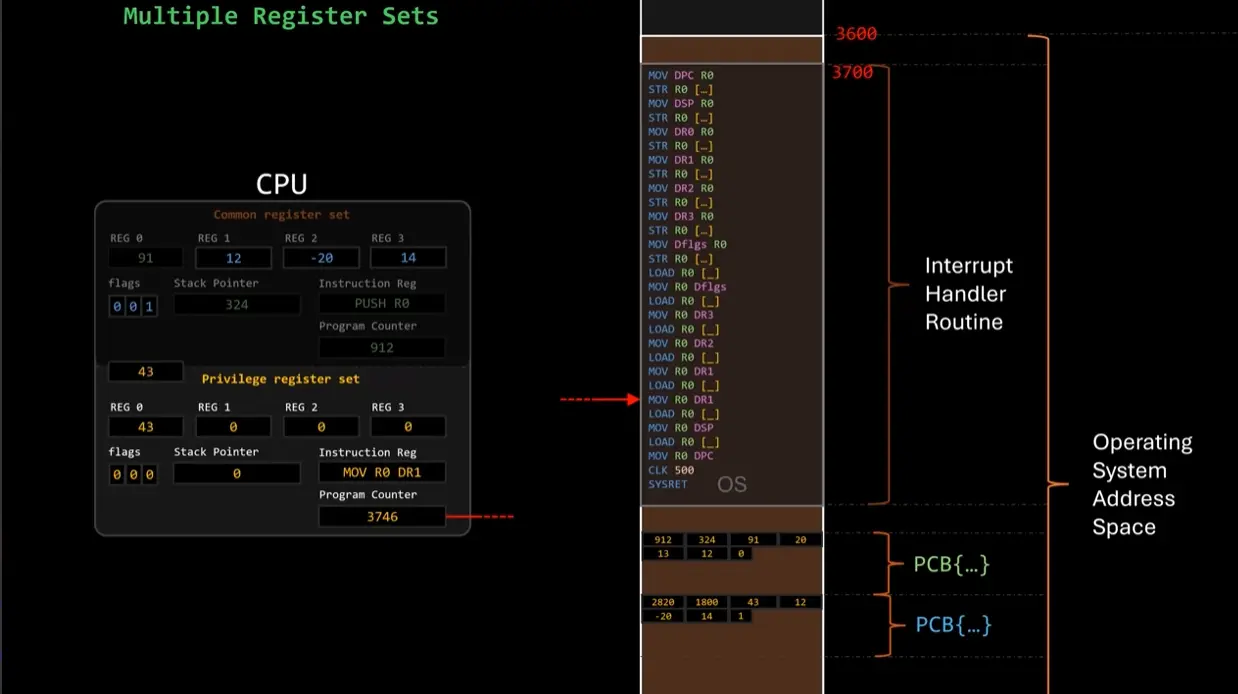 Multiple Register Sets
CPU
Common register set
REG 0 REG 1 REG 2 REG 3
91 12 -20 14
flags Stack Pointer Instruction Reg
0 0 1 324 PUSH R0
Program Counter
912
43
Privilege register set
REG 0 REG 1 REG 2 REG 3
43 0 0 0
flags Stack Pointer Instruction Reg
0 0 0 0 MOV R0 DR1
Program Counter
3746
3600
3700
MOV DPC R0
STR R0 […]
MOV DSP R0
STR R0 […]
MOV DR0 R0
STR R0 […]
MOV DR1 R0
STR R0 […]
MOV DR2 R0
STR R0 […]
MOV DR3 R0
STR R0 […]
MOV Dflgs R0
STR R0 […]
LOAD R0 [_]
MOV R0 Dflgs
LOAD R0 [_]
MOV R0 DR3
LOAD R0 [_]
MOV R0 DR2
LOAD R0 [_]
MOV R0 DR1
LOAD R0 [_]
MOV R0 DR1
LOAD R0 [_]
MOV R0 DSP
LOAD R0 [_]
MOV R0 DPC
CLK 500
SYSRET
OS
912 324 91 20
13 12 0
2820 1800 43 12
-20 14 1
Interrupt
Handler
Routine
PCB{…}
PCB{…}
Operating
System
Address
Space